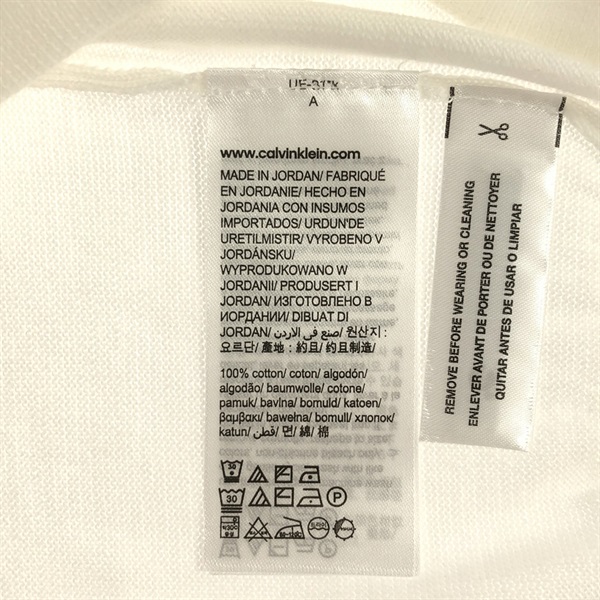 A
www.calvinklein.com
MADE IN JORDAN/ FABRIQUÉ
EN JORDANIE/ HECHO EN
JORDANIA CON INSUMOS
IMPORTADOS/ URDUN'DE
URETILMISTIR/ VYROBENO V
JORDÁNSKU/
WYPRODUKOWANO W
JORDANII/ PRODUSERT I
JORDAN/ ИЗГОТОВЛЕНО В
ИОРДАНИИ/ DIBUAT DI
JORDAN/ صنع في الاردن/ 원산지 :
요르단/ 產地 : 約旦/ 约旦制造/
100% cotton/ coton/ algodón/
algodão/ baumwolle/ cotone/
pamuk/ bavlna/ bomuld/ katoen/
βαμβακι/ bawełna/ bomull/ хлопок/
katun/ قطن/ 면/ 綿/ 棉
30
30 P
REMOVE BEFORE WEARING OR CLEANING
ENLEVER AVANT DE PORTER OU DE NETTOYER
QUITAR ANTES DE USAR O LIMPIAR